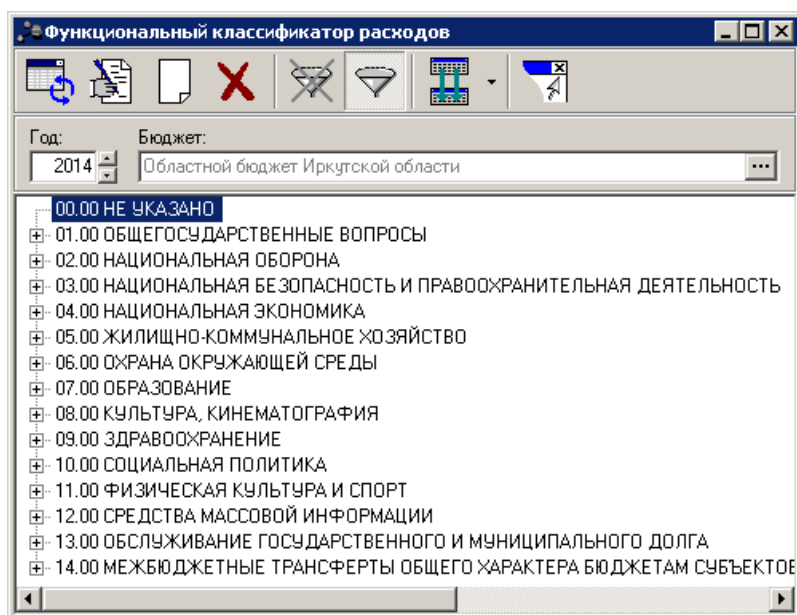 Функциональный классификатор расходов
Год: Бюджет:
2014 Областной бюджет Иркутской области ...
00.00 НЕ УКАЗАНО
01.00 ОБЩЕГОСУДАРСТВЕННЫЕ ВОПРОСЫ
02.00 НАЦИОНАЛЬНАЯ ОБОРОНА
03.00 НАЦИОНАЛЬНАЯ БЕЗОПАСНОСТЬ И ПРАВООХРАНИТЕЛЬНАЯ ДЕЯТЕЛЬНОСТЬ
04.00 НАЦИОНАЛЬНАЯ ЭКОНОМИКА
05.00 ЖИЛИЩНО-КОММУНАЛЬНОЕ ХОЗЯЙСТВО
06.00 ОХРАНА ОКРУЖАЮЩЕЙ СРЕДЫ
07.00 ОБРАЗОВАНИЕ
08.00 КУЛЬТУРА, КИНЕМАТОГРАФИЯ
09.00 ЗДРАВООХРАНЕНИЕ
10.00 СОЦИАЛЬНАЯ ПОЛИТИКА
11.00 ФИЗИЧЕСКАЯ КУЛЬТУРА И СПОРТ
12.00 СРЕДСТВА МАССОВОЙ ИНФОРМАЦИИ
13.00 ОБСЛУЖИВАНИЕ ГОСУДАРСТВЕННОГО И МУНИЦИПАЛЬНОГО ДОЛГА
14.00 МЕЖБЮДЖЕТНЫЕ ТРАНСФЕРТЫ ОБЩЕГО ХАРАКТЕРА БЮДЖЕТАМ СУБЪЕКТОВ